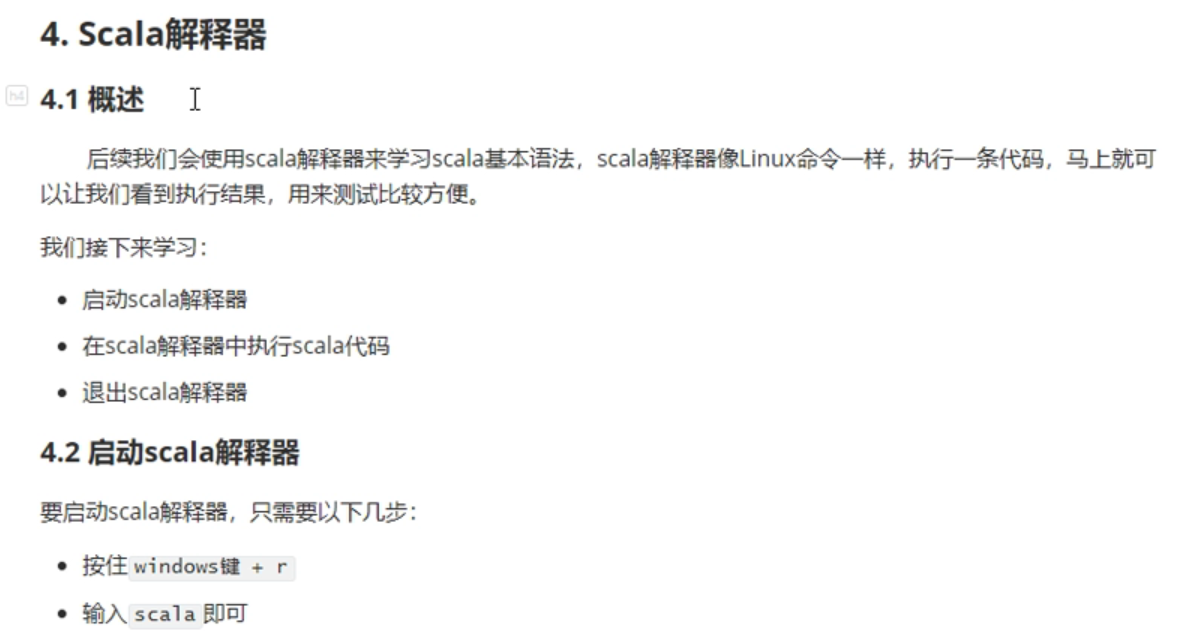 4. Scala解释器
h4
4.1 概述
后续我们会使用scala解释器来学习scala基本语法，scala解释器像Linux命令一样，执行一条代码，马上就可
以让我们看到执行结果，用来测试比较方便。
我们接下来学习：
• 启动scala解释器
• 在scala解释器中执行scala代码
• 退出scala解释器
4.2 启动scala解释器
要启动scala解释器，只需要以下几步：
• 按住windows键 + r
• 输入scala即可